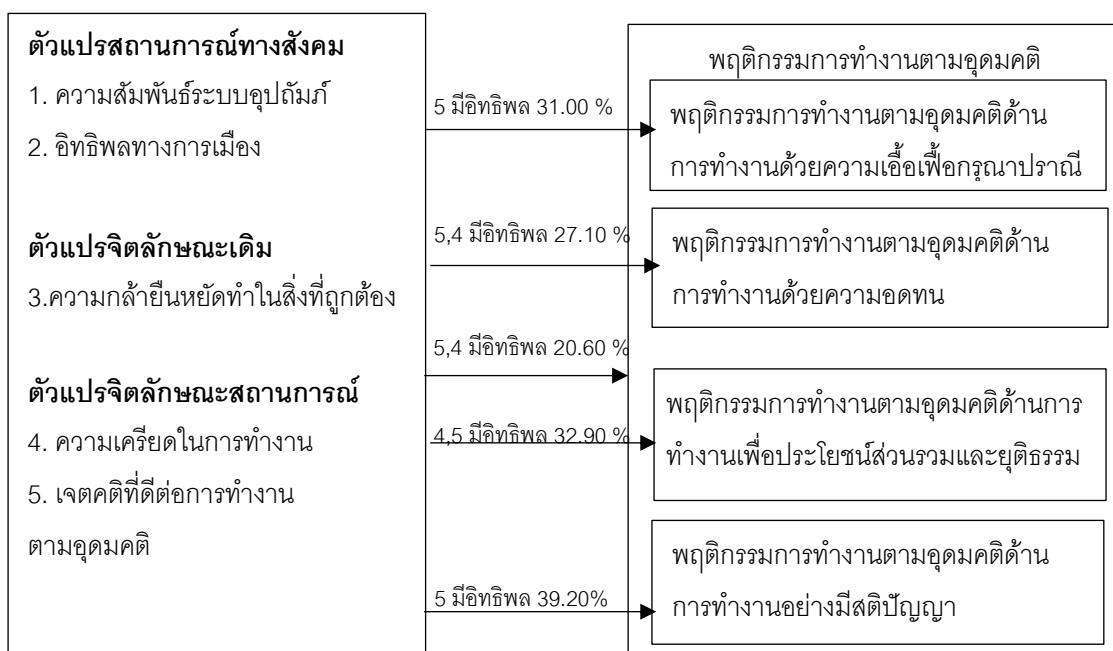 ตัวแปรสถานการณ์ทางสังคม
1. ความสัมพันธ์ระบบอุปถัมภ์
2. อิทธิพลทางการเมือง
ตัวแปรจิตลักษณะเดิม
3.ความกล้ายืนหยัดทำในสิ่งที่ถูกต้อง
ตัวแปรจิตลักษณะสถานการณ์
4. ความเครียดในการทำงาน
5. เจตคติที่ดีต่อการทำงาน
ตามอุดมคติ
5 มีอิทธิพล 31.00 %
5,4 มีอิทธิพล 27.10 %
5,4 มีอิทธิพล 20.60 %
4,5 มีอิทธิพล 32.90 %
5 มีอิทธิพล 39.20%
พฤติกรรมการทำงานตามอุดมคติ
พฤติกรรมการทำงานตามอุดมคติด้าน
การทำงานด้วยความเอื้อเฟื้อกรุณาปราณี
พฤติกรรมการทำงานตามอุดมคติด้าน
การทำงานด้วยความอดทน
พฤติกรรมการทำงานตามอุดมคติด้านการ
ทำงานเพื่อประโยชน์ส่วนรวมและยุติธรรม
พฤติกรรมการทำงานตามอุดมคติด้าน
การทำงานอย่างมีสติปัญญา